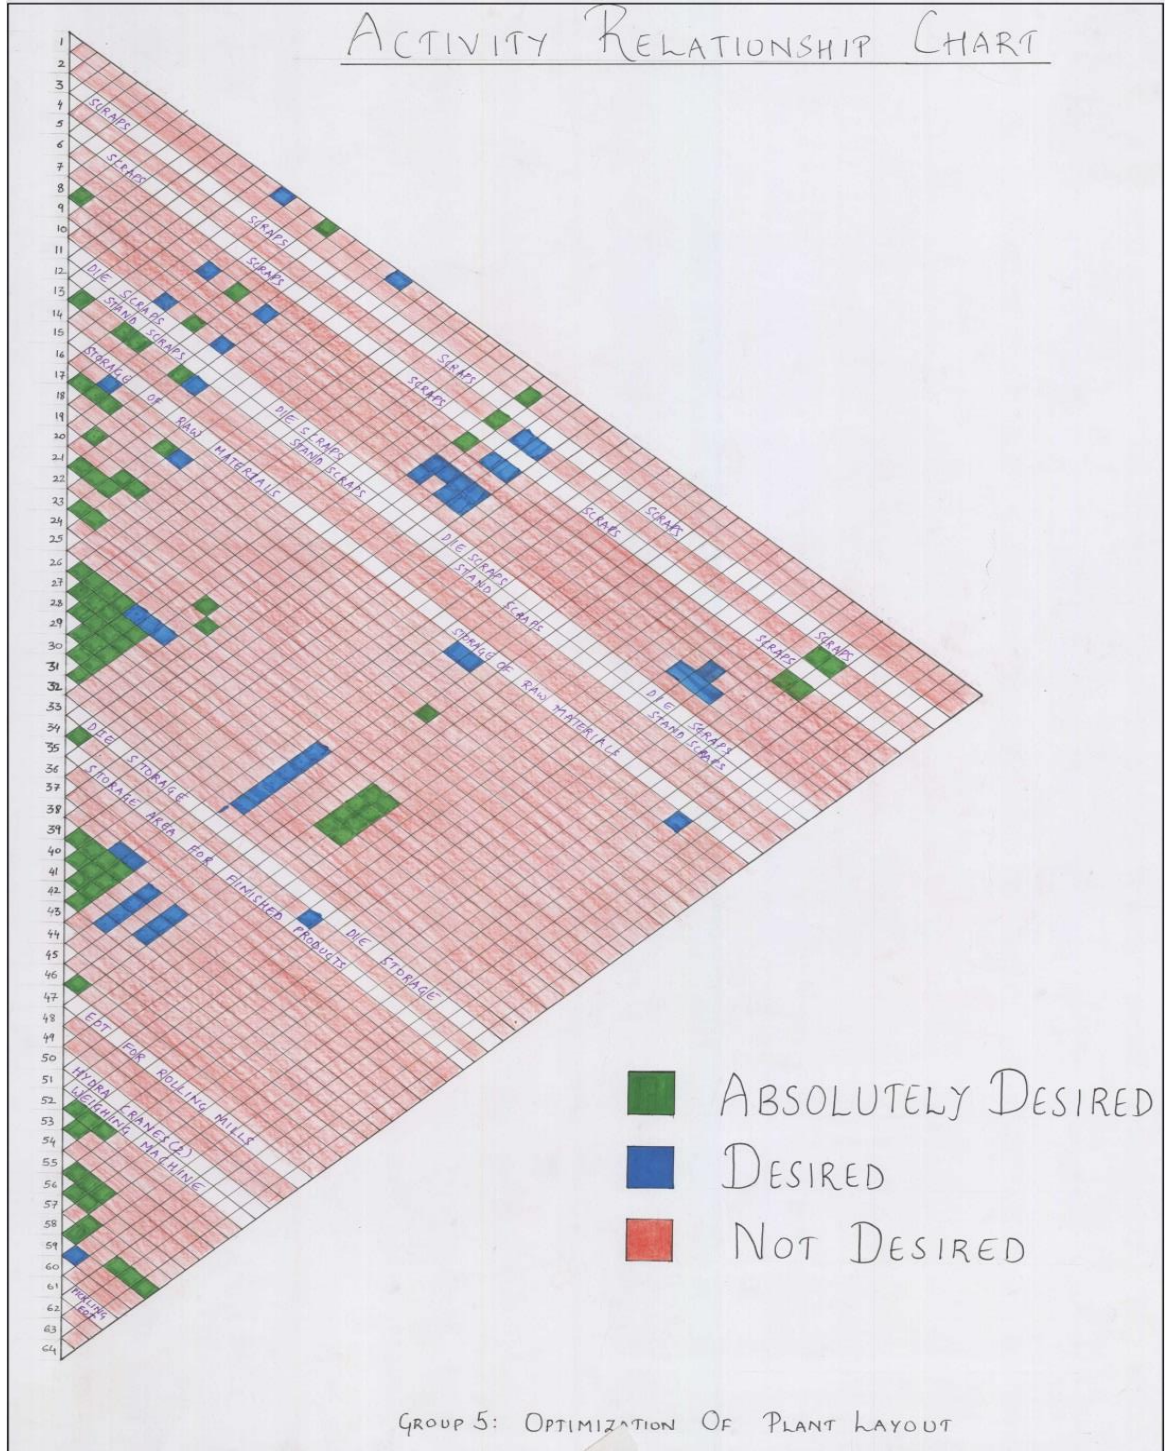 ACTIVITY RELATIONSHIP CHART
1
2
3
4
5
6
7
8
9
10
11
12
13
14
15
16
17
18
19
20
21
22
23
24
25
26
27
28
29
30
31
32
33
34
35
36
37
38
39
40
41
42
43
44
45
46
47
48
49
50
51
52
53
54
55
56
57
58
59
60
61
62
63
64
SCRAPS
SCRAPS
SCRAPS
SCRAPS
SCRAPS
SCRAPS
SCRAPS
SCRAPS
SCRAPS
SCRAPS
DIE SCRAPS
STAND SCRAPS
DIE SCRAPS
STAND SCRAPS
DIE SCRAPS
STAND SCRAPS
DIE SCRAPS
STAND SCRAPS
STORAGE OF RAW MATERIALS
STORAGE OF RAW MATERIALS
DIE STORAGE
DIE STORAGE
STORAGE AREA FOR FINISHED PRODUCTS
EOT FOR ROLLING MILLS
HYDRA CRANES(2)
WEIGHING MACHINE
PICKLING
EOT
ABSOLUTELY DESIRED
DESIRED
NOT DESIRED
GROUP 5: OPTIMIZATION OF PLANT LAYOUT